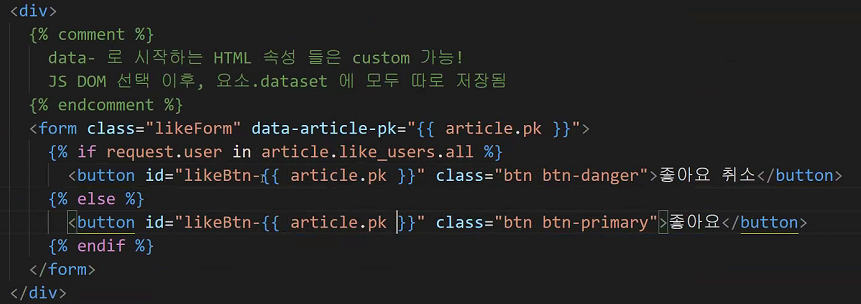 <div>
{% comment %}
data- 로 시작하는 HTML 속성 들은 custom 가능!
JS DOM 선택 이후, 요소.dataset 에 모두 따로 저장됨
{% endcomment %}
<form class="likeForm" data-article-pk="{{ article.pk }}">
{% if request.user in article.like_users.all %}
<button id="likeBtn-{{ article.pk }}" class="btn btn-danger">좋아요 취소</button>
{% else %}
<button id="likeBtn-{{ article.pk }}" class="btn btn-primary">좋아요</button>
{% endif %}
</form>
</div>